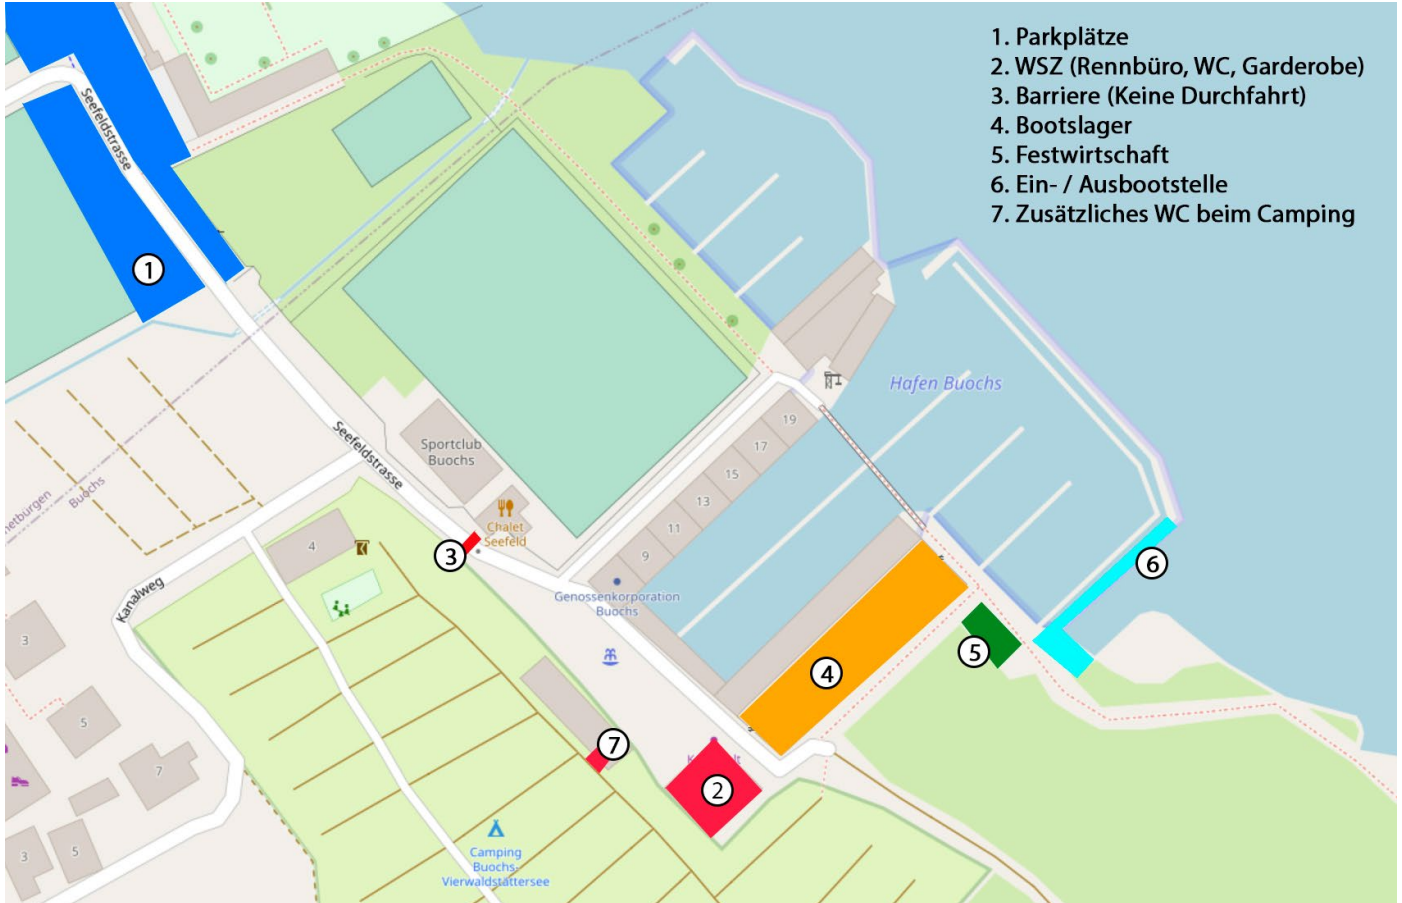 1. Parkplätze
2. WSZ (Rennbüro, WC, Garderobe)
3. Barriere (Keine Durchfahrt)
4. Bootslager
5. Festwirtschaft
6. Ein- / Ausbootstelle
7. Zusätzliches WC beim Camping
Seefeldstrasse
1
Hafen Buochs
19
17
15
13
11
9
Sportclub
Buochs
Seefeldstrasse
Buochs
Chalet
Seefeld
3
4
Genossenkorporation
Buochs
6
5
4
Kanalweg
3
5
7
3
5
7
2
Camping
Buochs-
Vierwaldstättersee